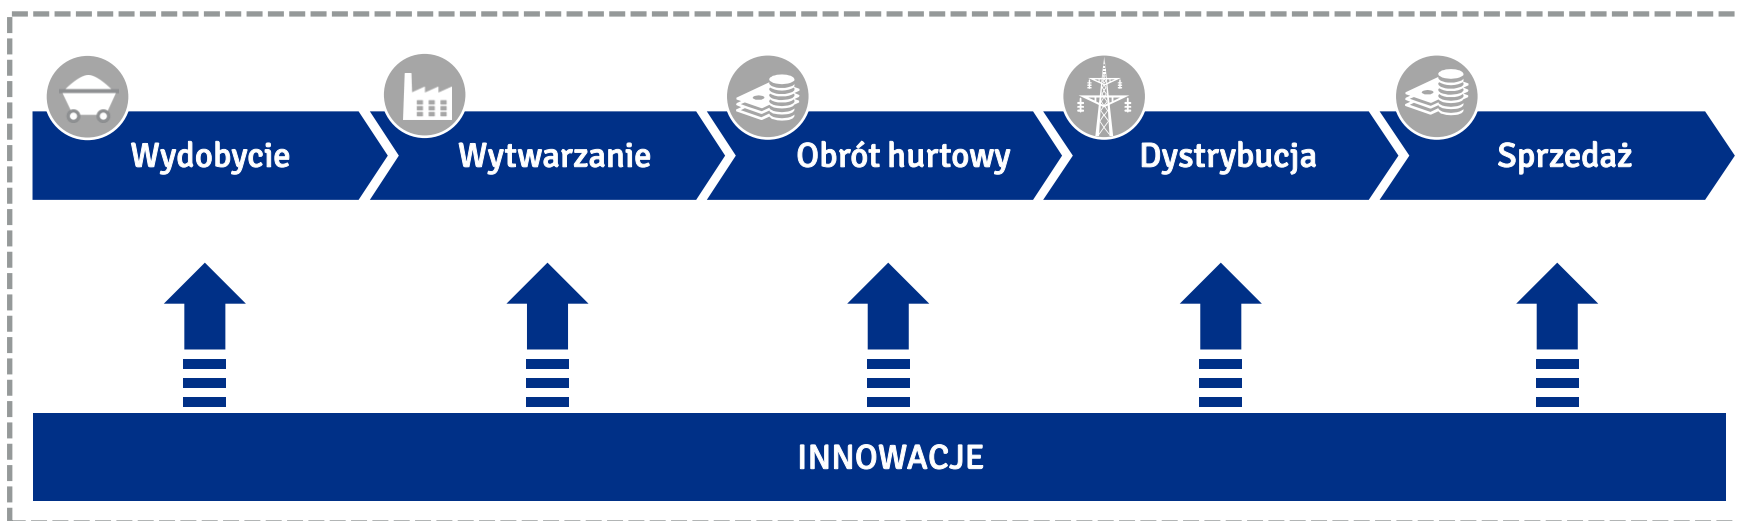 Wydobycie
Wytwarzanie
Obrót hurtowy
Dystrybucja
Sprzedaż
INNOWACJE